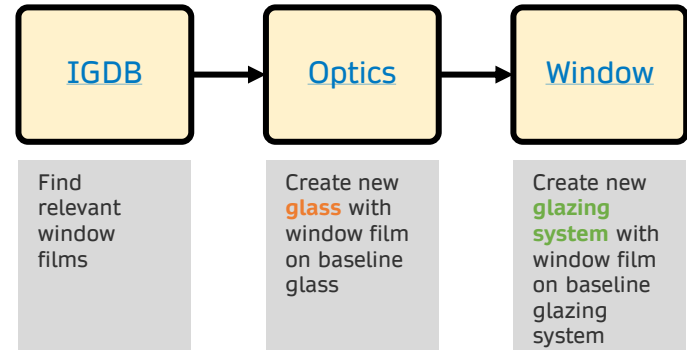 IGDB
Optics
Window
Find
relevant
window
films
Create new
glass with
window film
on baseline
glass
Create new
glazing
system with
window film
on baseline
glazing
system